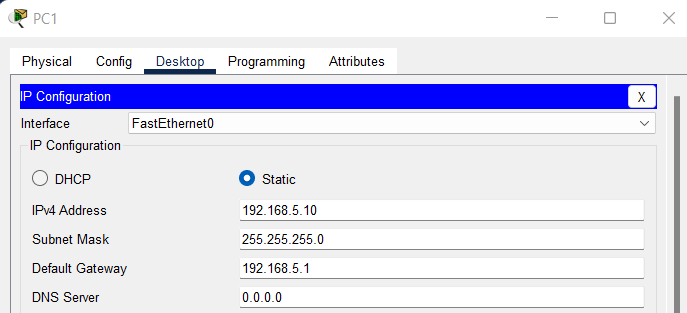 PC1
Physical Config Desktop Programming Attributes
IP Configuration X
Interface FastEthernet0
IP Configuration
DHCP Static
IPv4 Address 192.168.5.10
Subnet Mask 255.255.255.0
Default Gateway 192.168.5.1
DNS Server 0.0.0.0